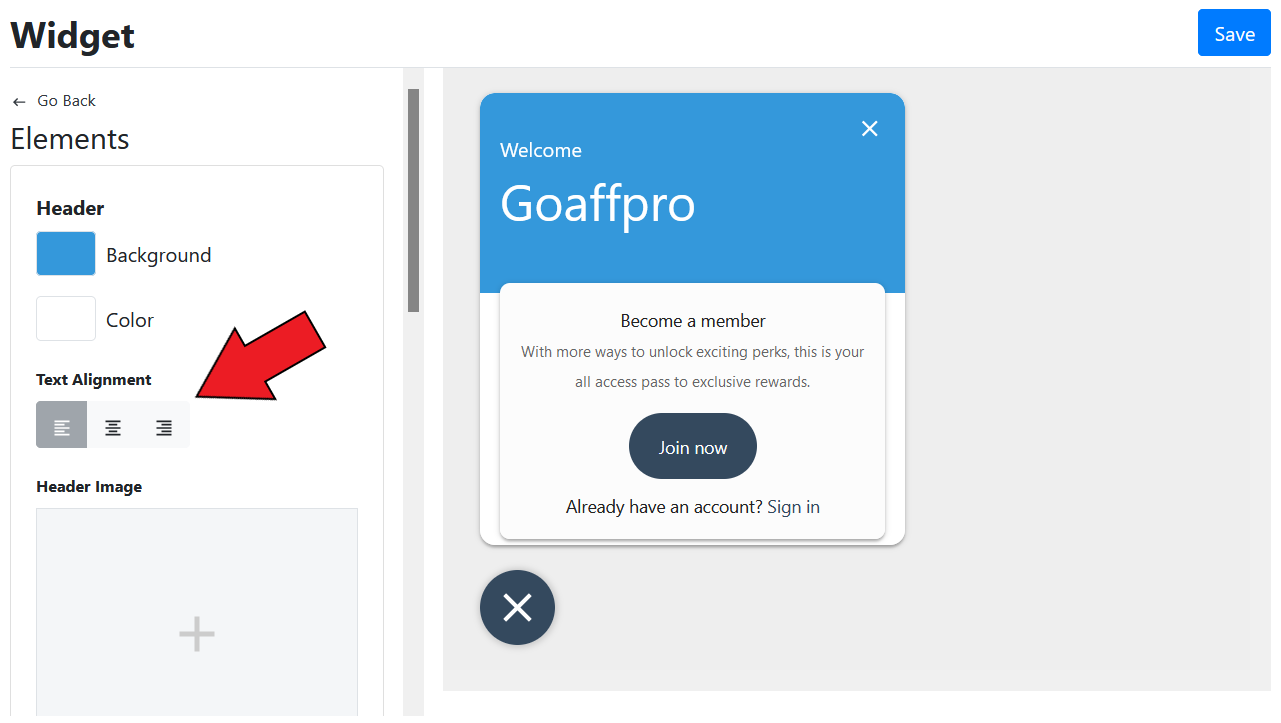 Widget
Save
Go Back
Elements
Header
Background
Color
Text Alignment
Header Image
Welcome
Goaffpro
Become a member
With more ways to unlock exciting perks, this is your
all access pass to exclusive rewards.
Join now
Already have an account? Sign in